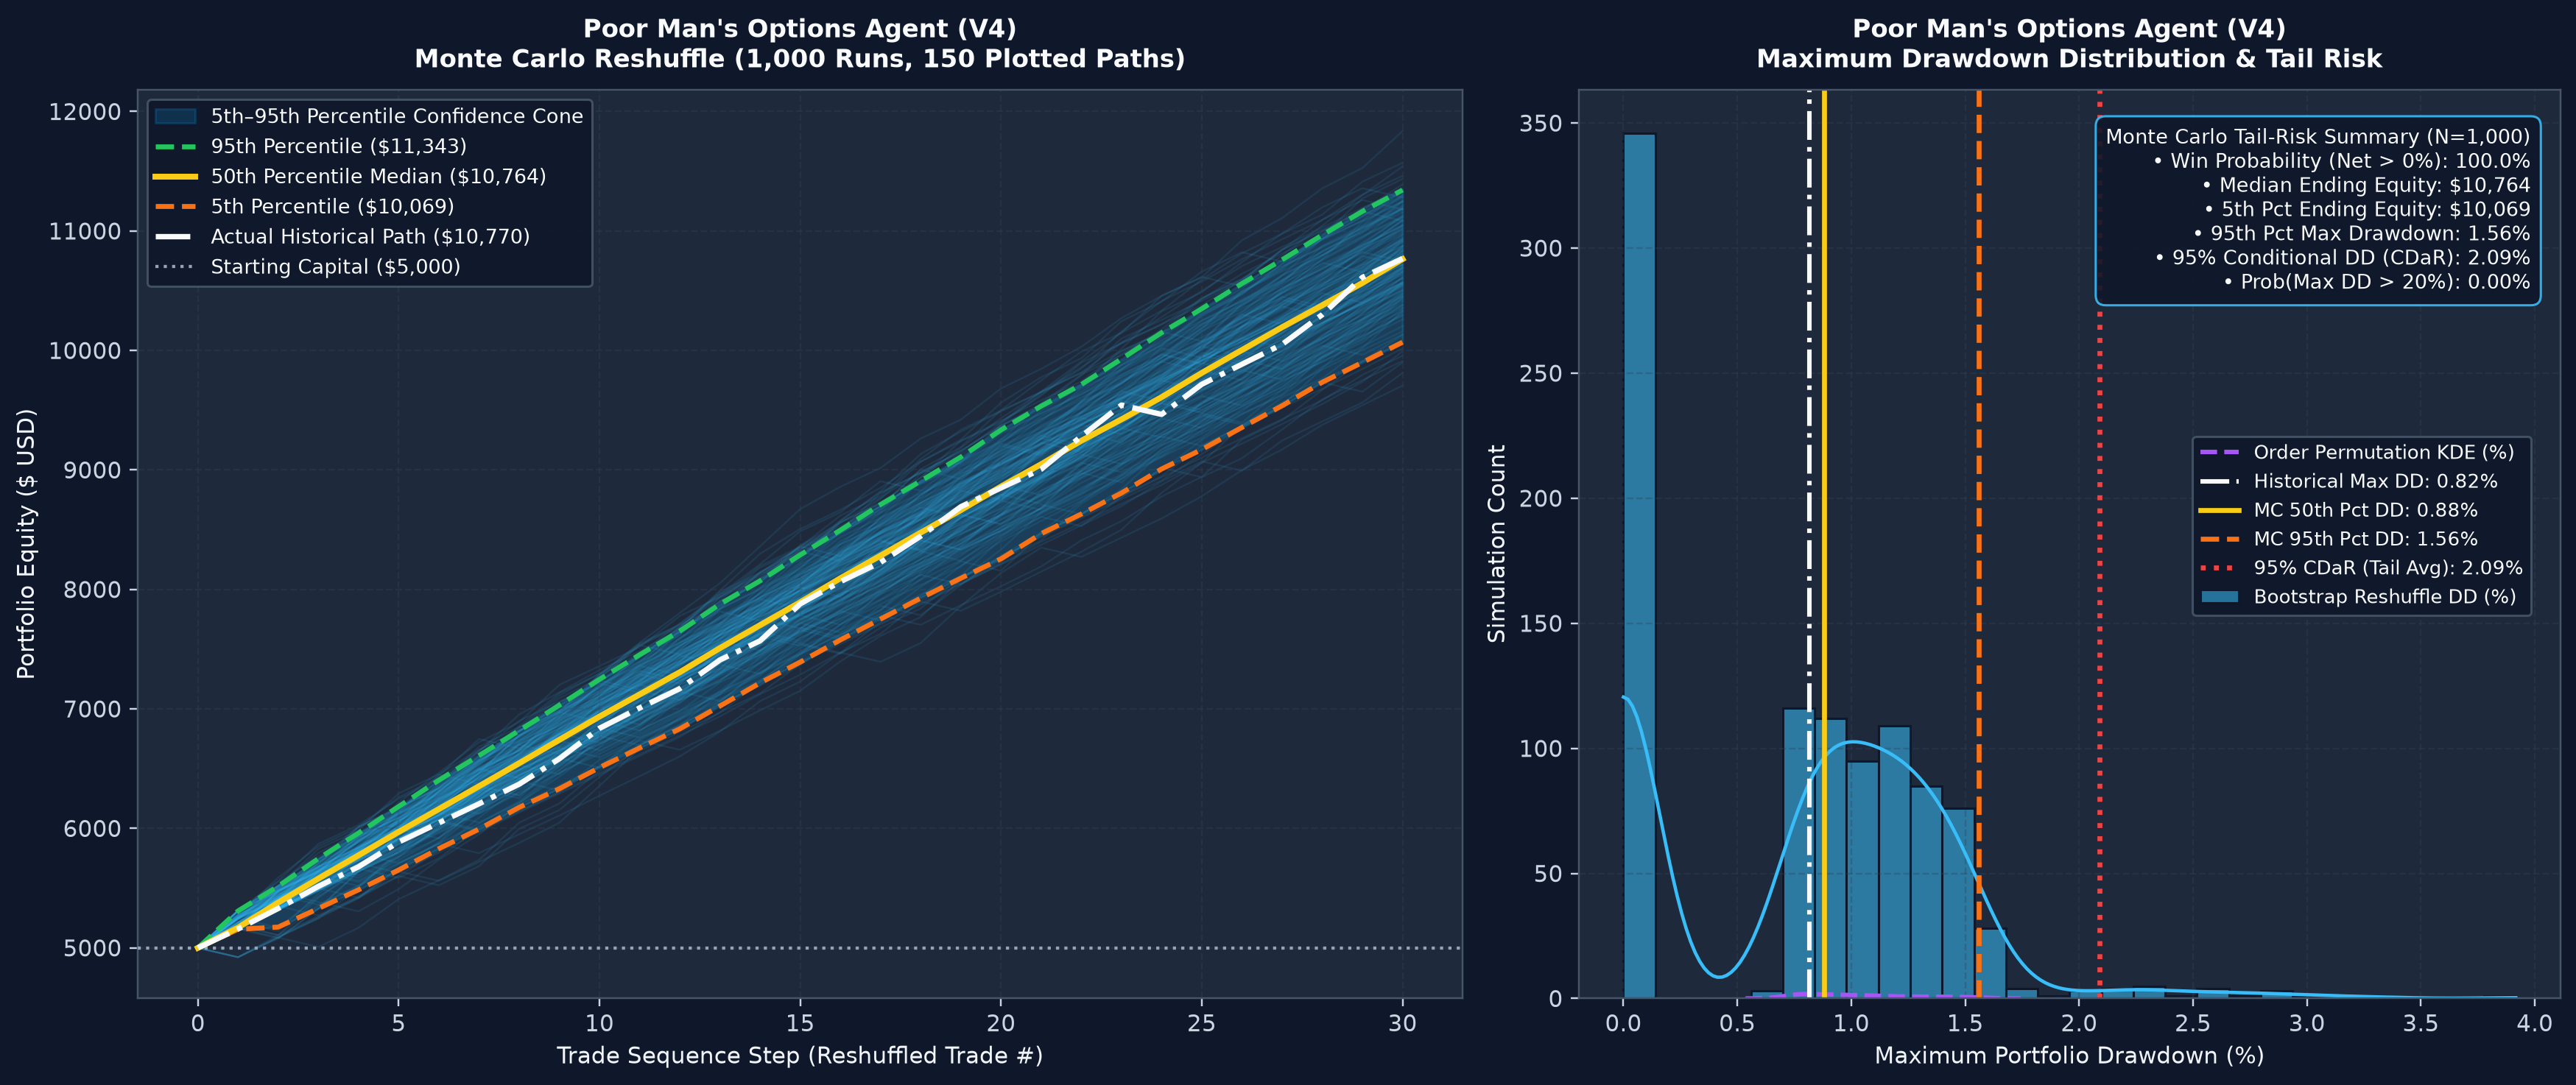 Poor Man's Options Agent (V4)
Monte Carlo Reshuffle (1,000 Runs, 150 Plotted Paths)
12000
11000
10000
9000
8000
7000
6000
5000
Portfolio Equity ($ USD)
5th–95th Percentile Confidence Cone
95th Percentile ($11,343)
50th Percentile Median ($10,764)
5th Percentile ($10,069)
Actual Historical Path ($10,770)
Starting Capital ($5,000)
0
5
10
15
20
25
30
Trade Sequence Step (Reshuffled Trade #)
Poor Man's Options Agent (V4)
Maximum Drawdown Distribution & Tail Risk
350
300
250
200
150
100
50
0
Simulation Count
Monte Carlo Tail-Risk Summary (N=1,000)
• Win Probability (Net > 0%): 100.0%
• Median Ending Equity: $10,764
• 5th Pct Ending Equity: $10,069
• 95th Pct Max Drawdown: 1.56%
• 95% Conditional DD (CDaR): 2.09%
• Prob(Max DD > 20%): 0.00%
Order Permutation KDE (%)
Historical Max DD: 0.82%
MC 50th Pct DD: 0.88%
MC 95th Pct DD: 1.56%
95% CDaR (Tail Avg): 2.09%
Bootstrap Reshuffle DD (%)
0.0
0.5
1.0
1.5
2.0
2.5
3.0
3.5
4.0
Maximum Portfolio Drawdown (%)